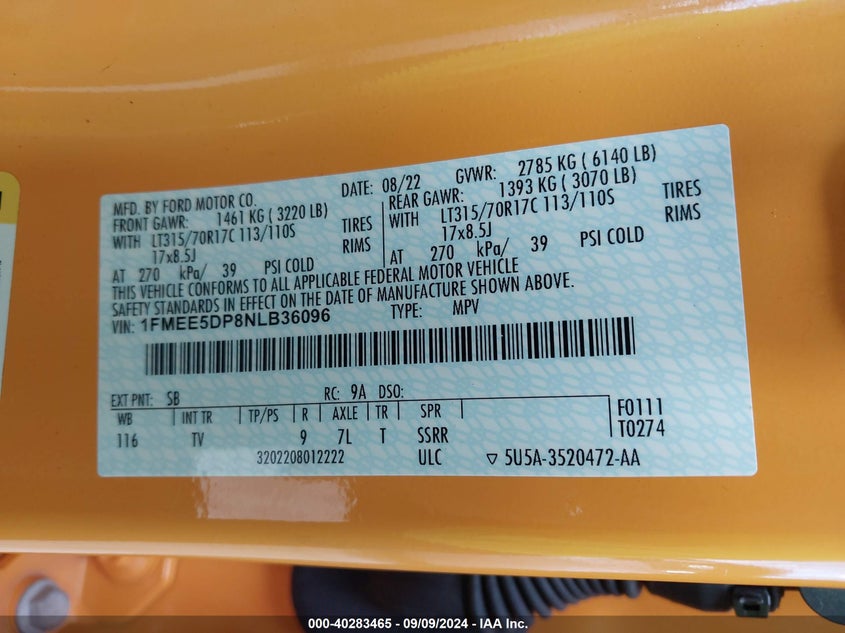 MFD. BY FORD MOTOR CO. DATE: 08/22 GVWR: 2785 KG ( 6140 LB)
FRONT GAWR: 1461 KG ( 3220 LB) REAR GAWR: 1393 KG ( 3070 LB)
WITH LT315/70R17C 113/110S TIRES WITH LT315/70R17C 113/110S TIRES
17x8.5J RIMS 17x8.5J RIMS
AT 270 kPa/ 39 PSI COLD AT 270 kPa/ 39 PSI COLD
THIS VEHICLE CONFORMS TO ALL APPLICABLE FEDERAL MOTOR VEHICLE
SAFETY STANDARDS IN EFFECT ON THE DATE OF MANUFACTURE SHOWN ABOVE.
VIN: 1FMEE5DP8NLB36096 TYPE: MPV
EXT PNT: SB RC: 9A DSO:
WB INT TR TP/PS R AXLE TR SPR F0111
116 TV 9 7L T SSRR T0274
3202208012222 ULC ▽ 5U5A-3520472-AA
000-40283465 - 09/09/2024 - IAA Inc.